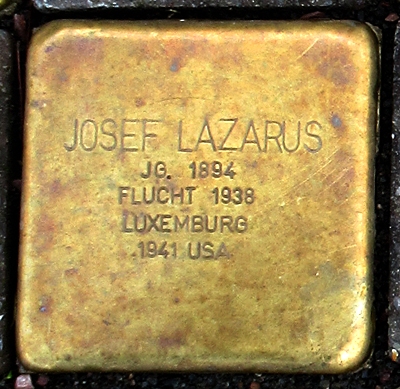 JOSEF LAZARUS
JG. 1894
FLUCHT 1938
LUXEMBURG
1941 USA